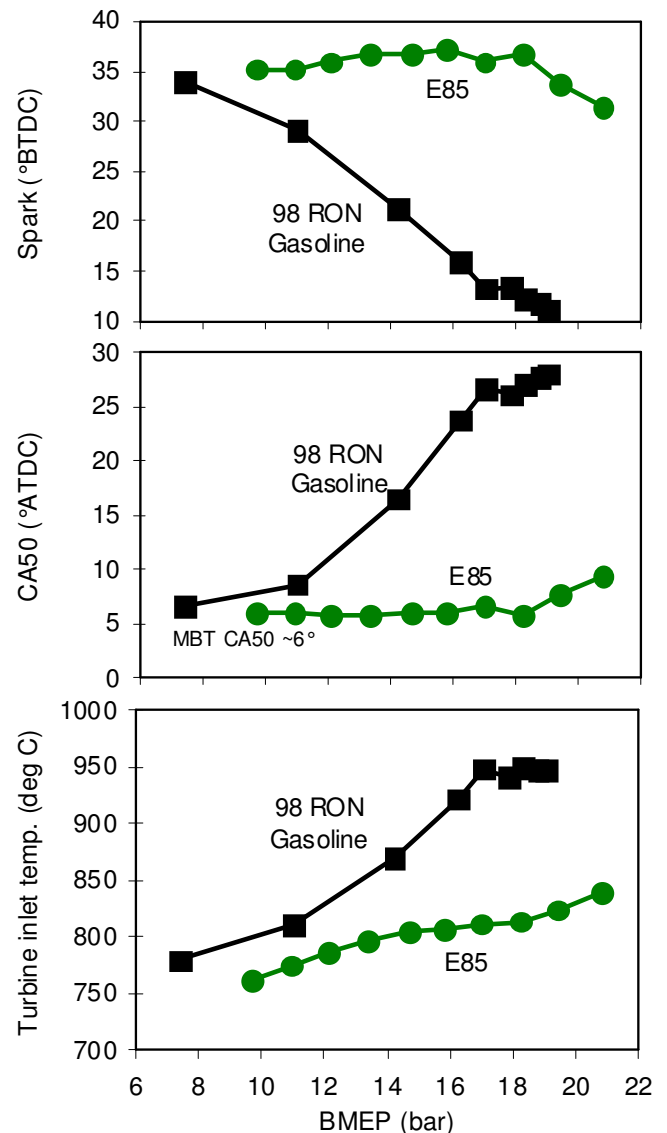 Spark (°BTDC)
40
35
30
25
20
15
10
E85
98 RON
Gasoline
CA50 (°ATDC)
30
25
20
15
10
5
0
98 RON
Gasoline
E85
MBT CA50 ~6°
Turbine inlet temp. (deg C)
1000
950
900
850
800
750
700
98 RON
Gasoline
E85
6 8 10 12 14 16 18 20 22
BMEP (bar)